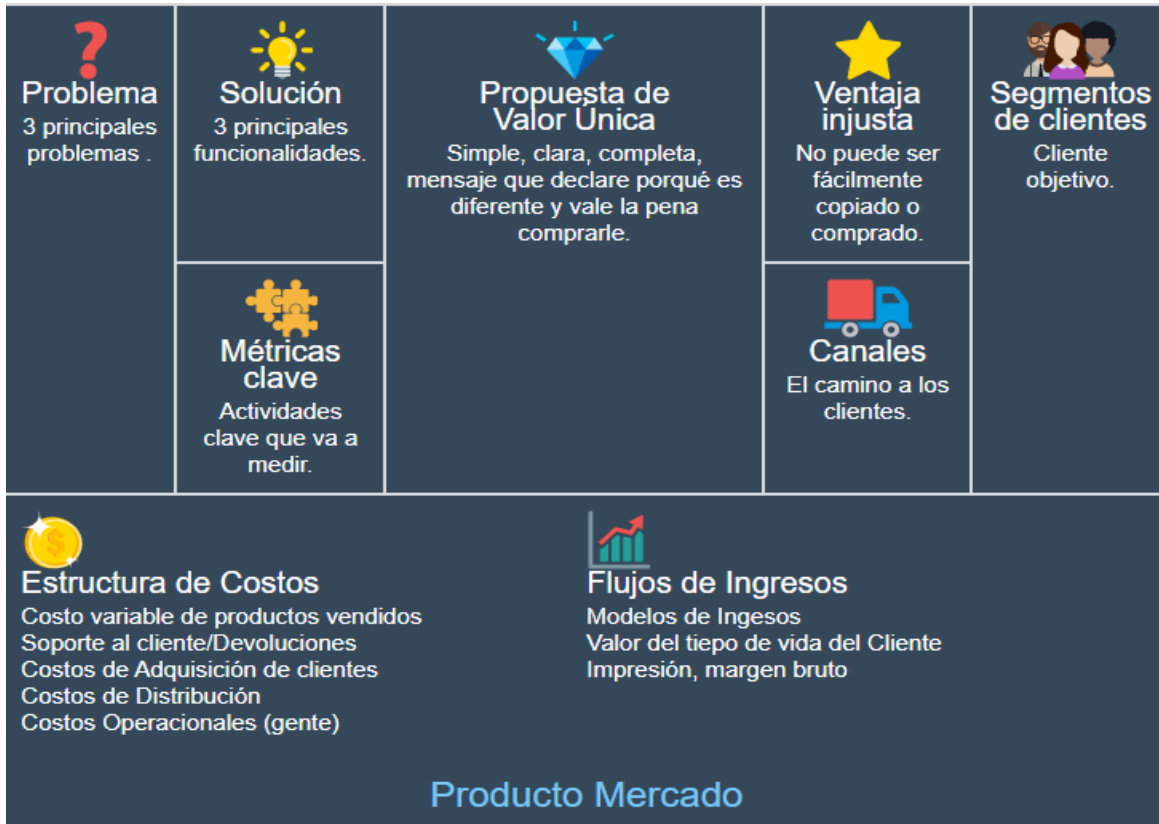 Problema
3 principales
problemas .
Solución
3 principales
funcionalidades.
Métricas
clave
Actividades
clave que va a
medir.
Propuesta de
Valor Única
Simple, clara, completa,
mensaje que declare porqué es
diferente y vale la pena
comprarle.
Ventaja
injusta
No puede ser
fácilmente
copiado o
comprado.
Canales
El camino a los
clientes.
Segmentos
de clientes
Cliente
objetivo.
Estructura de Costos
Costo variable de productos vendidos
Soporte al cliente/Devoluciones
Costos de Adquisición de clientes
Costos de Distribución
Costos Operacionales (gente)
Flujos de Ingresos
Modelos de Ingesos
Valor del tiepo de vida del Cliente
Impresión, margen bruto
Producto Mercado